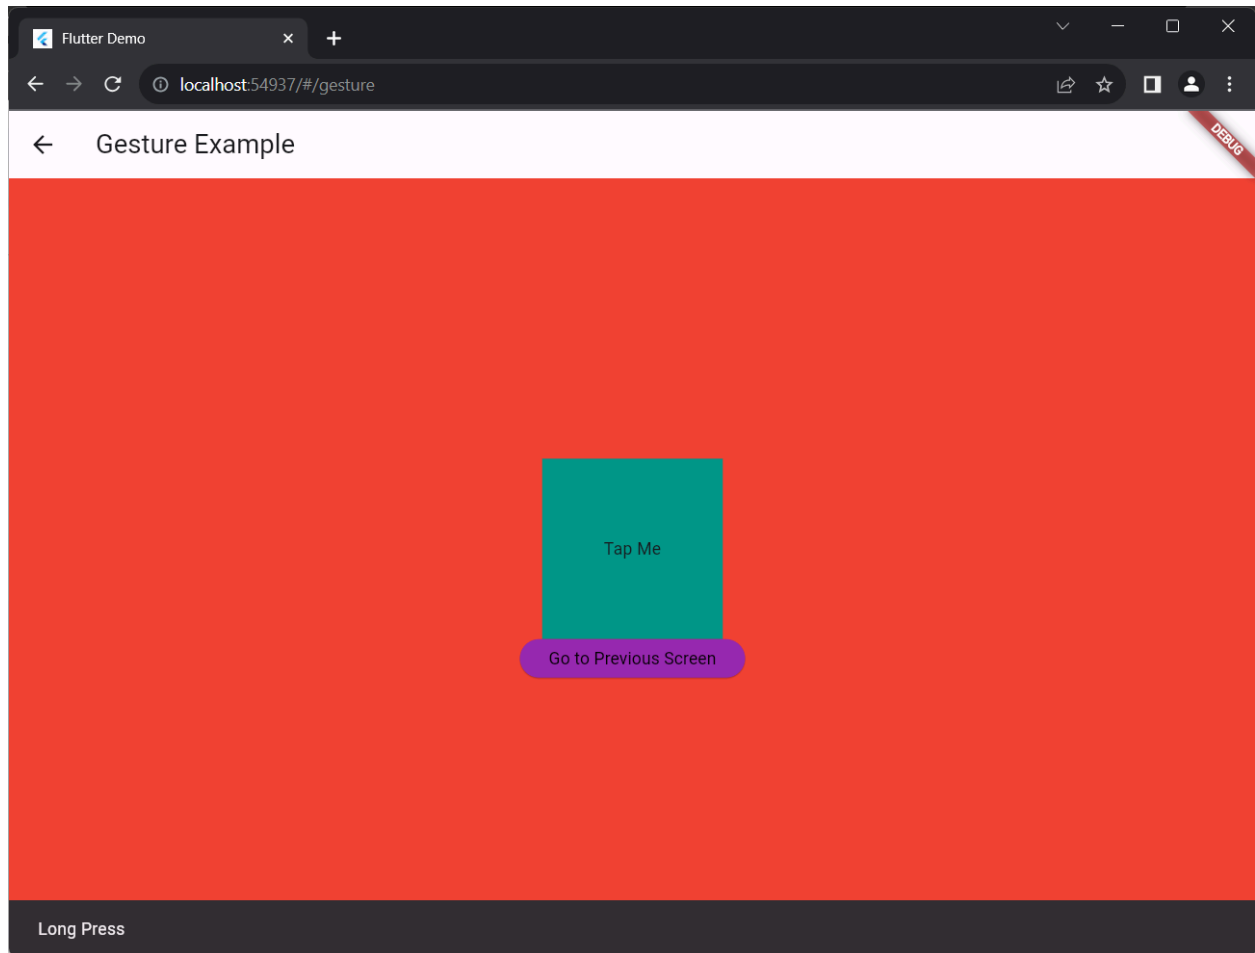 Flutter Demo
localhost:54937/#/gesture
Gesture Example
DEBUG
Tap Me
Go to Previous Screen
Long Press